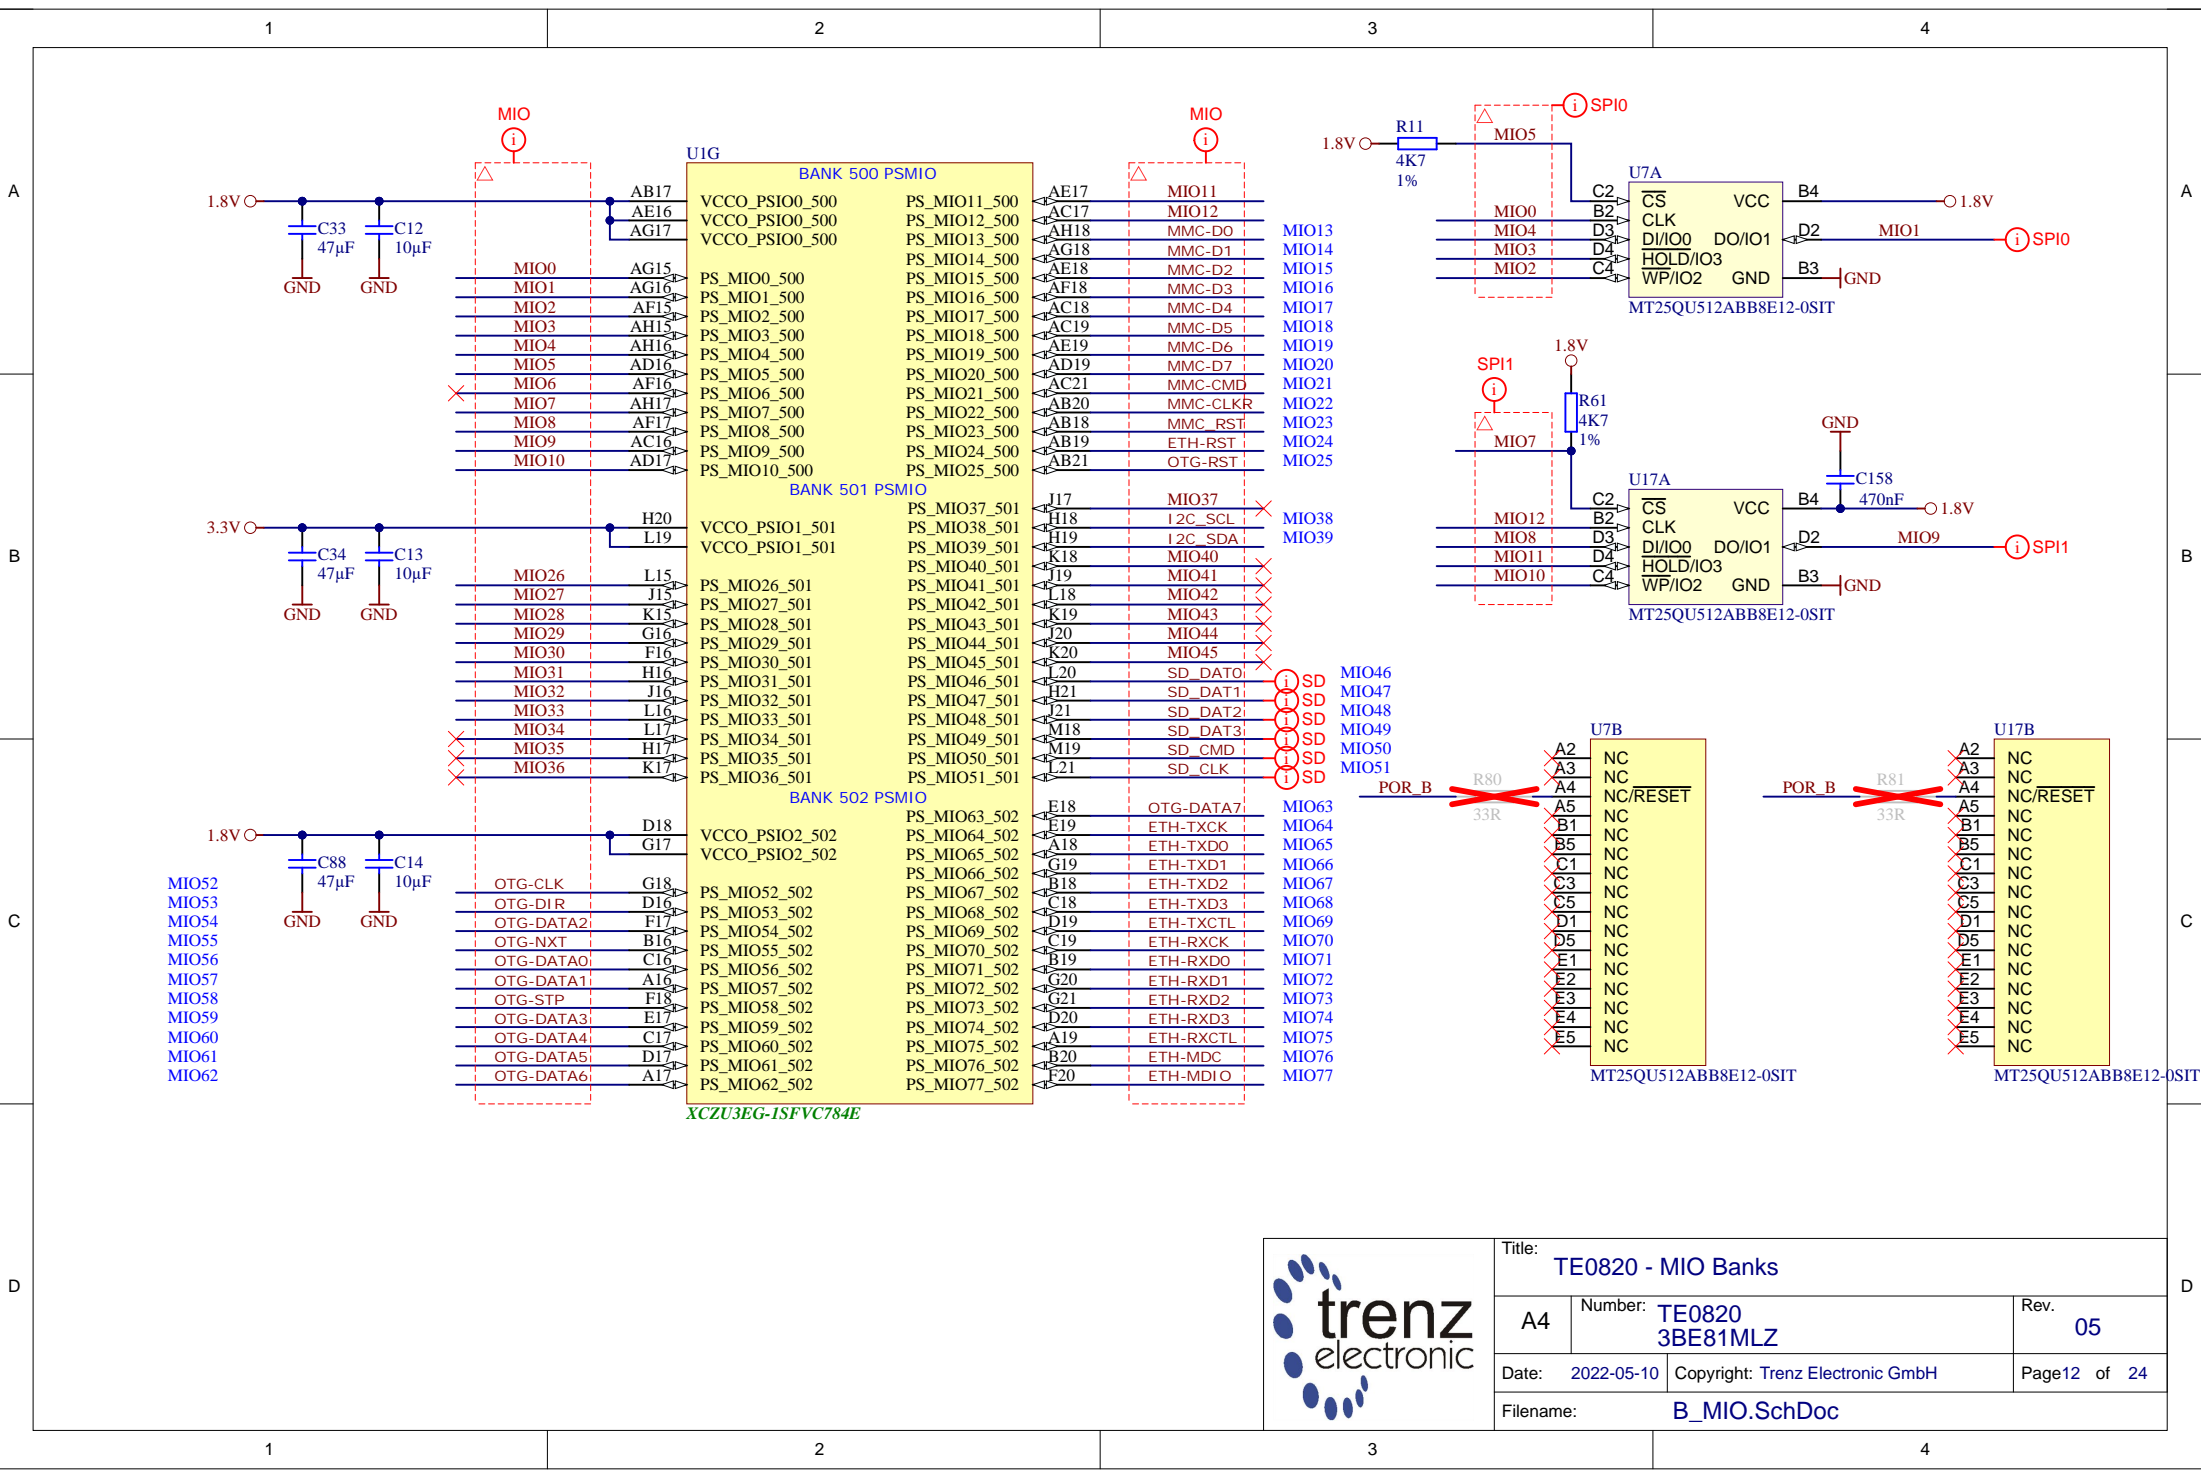 1 2 3 4
A
B
C
D
MIO
U1G
BANK 500 PSMIO
1.8V
C33
47µF
GND
C12
10µF
GND
AB17 VCCO_PSIO0_500
AE16 VCCO_PSIO0_500
AG17 VCCO_PSIO0_500
MIO0 AG15 PS_MIO0_500
MIO1 AG16 PS_MIO1_500
MIO2 AF15 PS_MIO2_500
MIO3 AH15 PS_MIO3_500
MIO4 AH16 PS_MIO4_500
MIO5 AD16 PS_MIO5_500
MIO6 AF16 PS_MIO6_500
MIO7 AH17 PS_MIO7_500
MIO8 AF17 PS_MIO8_500
MIO9 AC16 PS_MIO9_500
MIO10 AD17 PS_MIO10_500
MIO
PS_MIO11_500 AE17 MIO11
PS_MIO12_500 AC17 MIO12
PS_MIO13_500 AH18 MMC-D0 MIO13
PS_MIO14_500 AG18 MMC-D1 MIO14
PS_MIO15_500 AE18 MMC-D2 MIO15
PS_MIO16_500 AF18 MMC-D3 MIO16
PS_MIO17_500 AC18 MMC-D4 MIO17
PS_MIO18_500 AC19 MMC-D5 MIO18
PS_MIO19_500 AE19 MMC-D6 MIO19
PS_MIO20_500 AD19 MMC-D7 MIO20
PS_MIO21_500 AC21 MMC-CMD MIO21
PS_MIO22_500 AB20 MMC-CLKR MIO22
PS_MIO23_500 AB18 MMC_RST MIO23
PS_MIO24_500 AB19 ETH-RST MIO24
PS_MIO25_500 AB21 OTG-RST MIO25
BANK 501 PSMIO
3.3V
C34
47µF
GND
C13
10µF
GND
H20 VCCO_PSIO1_501
L19 VCCO_PSIO1_501
MIO26 L15 PS_MIO26_501
MIO27 J15 PS_MIO27_501
MIO28 K15 PS_MIO28_501
MIO29 G16 PS_MIO29_501
MIO30 F16 PS_MIO30_501
MIO31 H16 PS_MIO31_501
MIO32 J16 PS_MIO32_501
MIO33 L16 PS_MIO33_501
MIO34 L17 PS_MIO34_501
MIO35 H17 PS_MIO35_501
MIO36 K17 PS_MIO36_501
PS_MIO37_501 J17 MIO37
PS_MIO38_501 H18 I2C_SCL MIO38
PS_MIO39_501 H19 I2C_SDA MIO39
PS_MIO40_501 K18 MIO40
PS_MIO41_501 J19 MIO41
PS_MIO42_501 L18 MIO42
PS_MIO43_501 K19 MIO43
PS_MIO44_501 J20 MIO44
PS_MIO45_501 K20 MIO45
PS_MIO46_501 L20 SD_DAT0 i SD MIO46
PS_MIO47_501 H21 SD_DAT1 i SD MIO47
PS_MIO48_501 J21 SD_DAT2 i SD MIO48
PS_MIO49_501 M18 SD_DAT3 i SD MIO49
PS_MIO50_501 M19 SD_CMD i SD MIO50
PS_MIO51_501 L21 SD_CLK i SD MIO51
BANK 502 PSMIO
1.8V
C88
47µF
GND
C14
10µF
GND
D18 VCCO_PSIO2_502
G17 VCCO_PSIO2_502
MIO52 OTG-CLK G18 PS_MIO52_502
MIO53 OTG-DIR D16 PS_MIO53_502
MIO54 OTG-DATA2 F17 PS_MIO54_502
MIO55 OTG-NXT B16 PS_MIO55_502
MIO56 OTG-DATA0 C16 PS_MIO56_502
MIO57 OTG-DATA1 A16 PS_MIO57_502
MIO58 OTG-STP F18 PS_MIO58_502
MIO59 OTG-DATA3 E17 PS_MIO59_502
MIO60 OTG-DATA4 C17 PS_MIO60_502
MIO61 OTG-DATA5 D17 PS_MIO61_502
MIO62 OTG-DATA6 A17 PS_MIO62_502
PS_MIO63_502 E18 OTG-DATA7 MIO63
PS_MIO64_502 E19 ETH-TXCK MIO64
PS_MIO65_502 A18 ETH-TXD0 MIO65
PS_MIO66_502 G19 ETH-TXD1 MIO66
PS_MIO67_502 B18 ETH-TXD2 MIO67
PS_MIO68_502 C18 ETH-TXD3 MIO68
PS_MIO69_502 D19 ETH-TXCTL MIO69
PS_MIO70_502 C19 ETH-RXCK MIO70
PS_MIO71_502 B19 ETH-RXD0 MIO71
PS_MIO72_502 G20 ETH-RXD1 MIO72
PS_MIO73_502 G21 ETH-RXD2 MIO73
PS_MIO74_502 D20 ETH-RXD3 MIO74
PS_MIO75_502 A19 ETH-RXCTL MIO75
PS_MIO76_502 B20 ETH-MDC MIO76
PS_MIO77_502 F20 ETH-MDIO MIO77
XCZU3EG-1SFVC784E
i SPI0
1.8V R11 MIO5
4K7
1%
U7A
C2 CS VCC B4 1.8V
MIO0 B2 CLK
MIO4 D3 DI/IO0 DO/IO1 D2 MIO1 i SPI0
MIO3 D4 HOLD/IO3
MIO2 C4 WP/IO2 GND B3 GND
MT25QU512ABB8E12-0SIT
1.8V
SPI1
R61
4K7
1%
MIO7
GND
C158
470nF
U17A
C2 CS VCC B4 1.8V
MIO12 B2 CLK
MIO8 D3 DI/IO0 DO/IO1 D2 MIO9 i SPI1
MIO11 D4 HOLD/IO3
MIO10 C4 WP/IO2 GND B3 GND
MT25QU512ABB8E12-0SIT
U7B
A2 NC
A3 NC
POR_B R80 33R A4 NC/RESET
A5 NC
B1 NC
B5 NC
C1 NC
C3 NC
C5 NC
D1 NC
D5 NC
E1 NC
E2 NC
E3 NC
E4 NC
E5 NC
MT25QU512ABB8E12-0SIT
U17B
A2 NC
A3 NC
POR_B R81 33R A4 NC/RESET
A5 NC
B1 NC
B5 NC
C1 NC
C3 NC
C5 NC
D1 NC
D5 NC
E1 NC
E2 NC
E3 NC
E4 NC
E5 NC
MT25QU512ABB8E12-0SIT
trenz
electronic
Title:
TE0820 - MIO Banks
A4 Number: TE0820
3BE81MLZ
Rev.
05
Date: 2022-05-10 Copyright: Trenz Electronic GmbH Page12 of 24
Filename: B_MIO.SchDoc
A
B
C
D
1 2 3 4